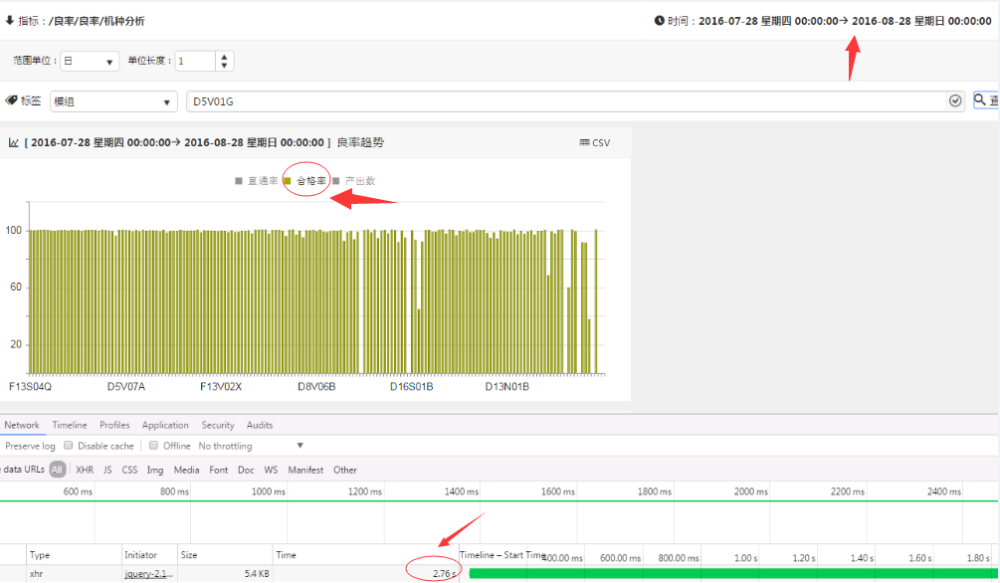 指标：/良率/良率/机种分析
时间：2016-07-28 星期四 00:00:00→ 2016-08-28 星期日 00:00:00
范围单位： 日 单位长度： 1
标签 模组 D5V01G
[ 2016-07-28 星期四 00:00:00→ 2016-08-28 星期日 00:00:00 ] 良率趋势 CSV
直通率 合格率 产出数
100
60
20
F13S04Q D5V07A F13V02X D8V06B D16S01B D13N01B
Network Timeline Profiles Application Security Audits
Preserve log Disable cache Offline No throttling
data URLs All XHR JS CSS Img Media Font Doc WS Manifest Other
600 ms 800 ms 1000 ms 1200 ms 1400 ms 1600 ms 1800 ms 2000 ms 2200 ms 2400 ms
Type Initiator Size Time Timeline – Start Time 400.00 ms 600.00 ms 800.00 ms 1.00 s 1.20 s 1.40 s 1.60 s 1.80 s
xhr jquery-2.1... 5.4 KB 2.76 s